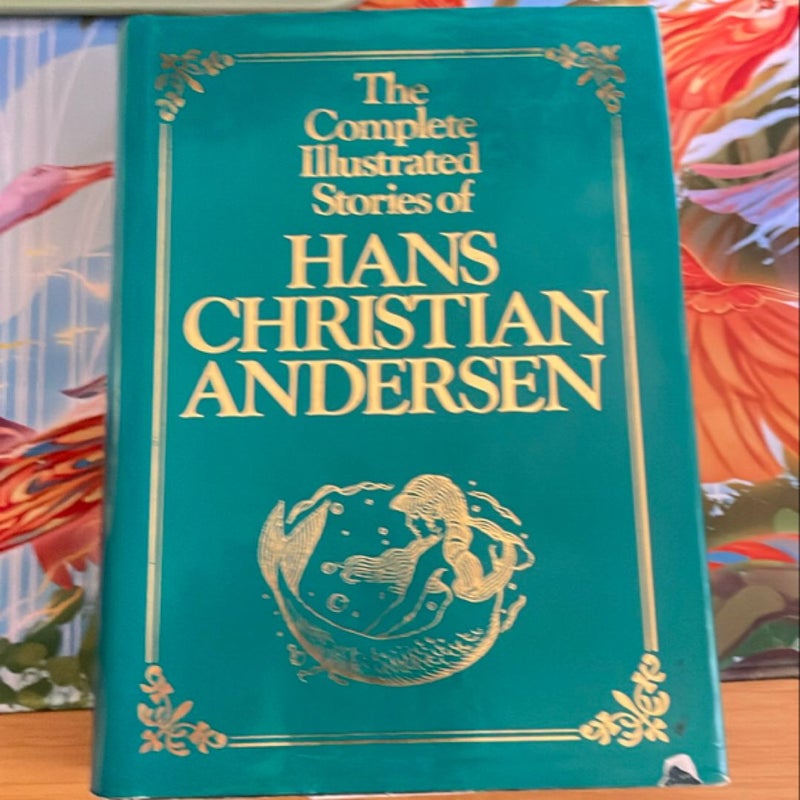 The
Complete
Illustrated
Stories of
HANS
CHRISTIAN
ANDERSEN